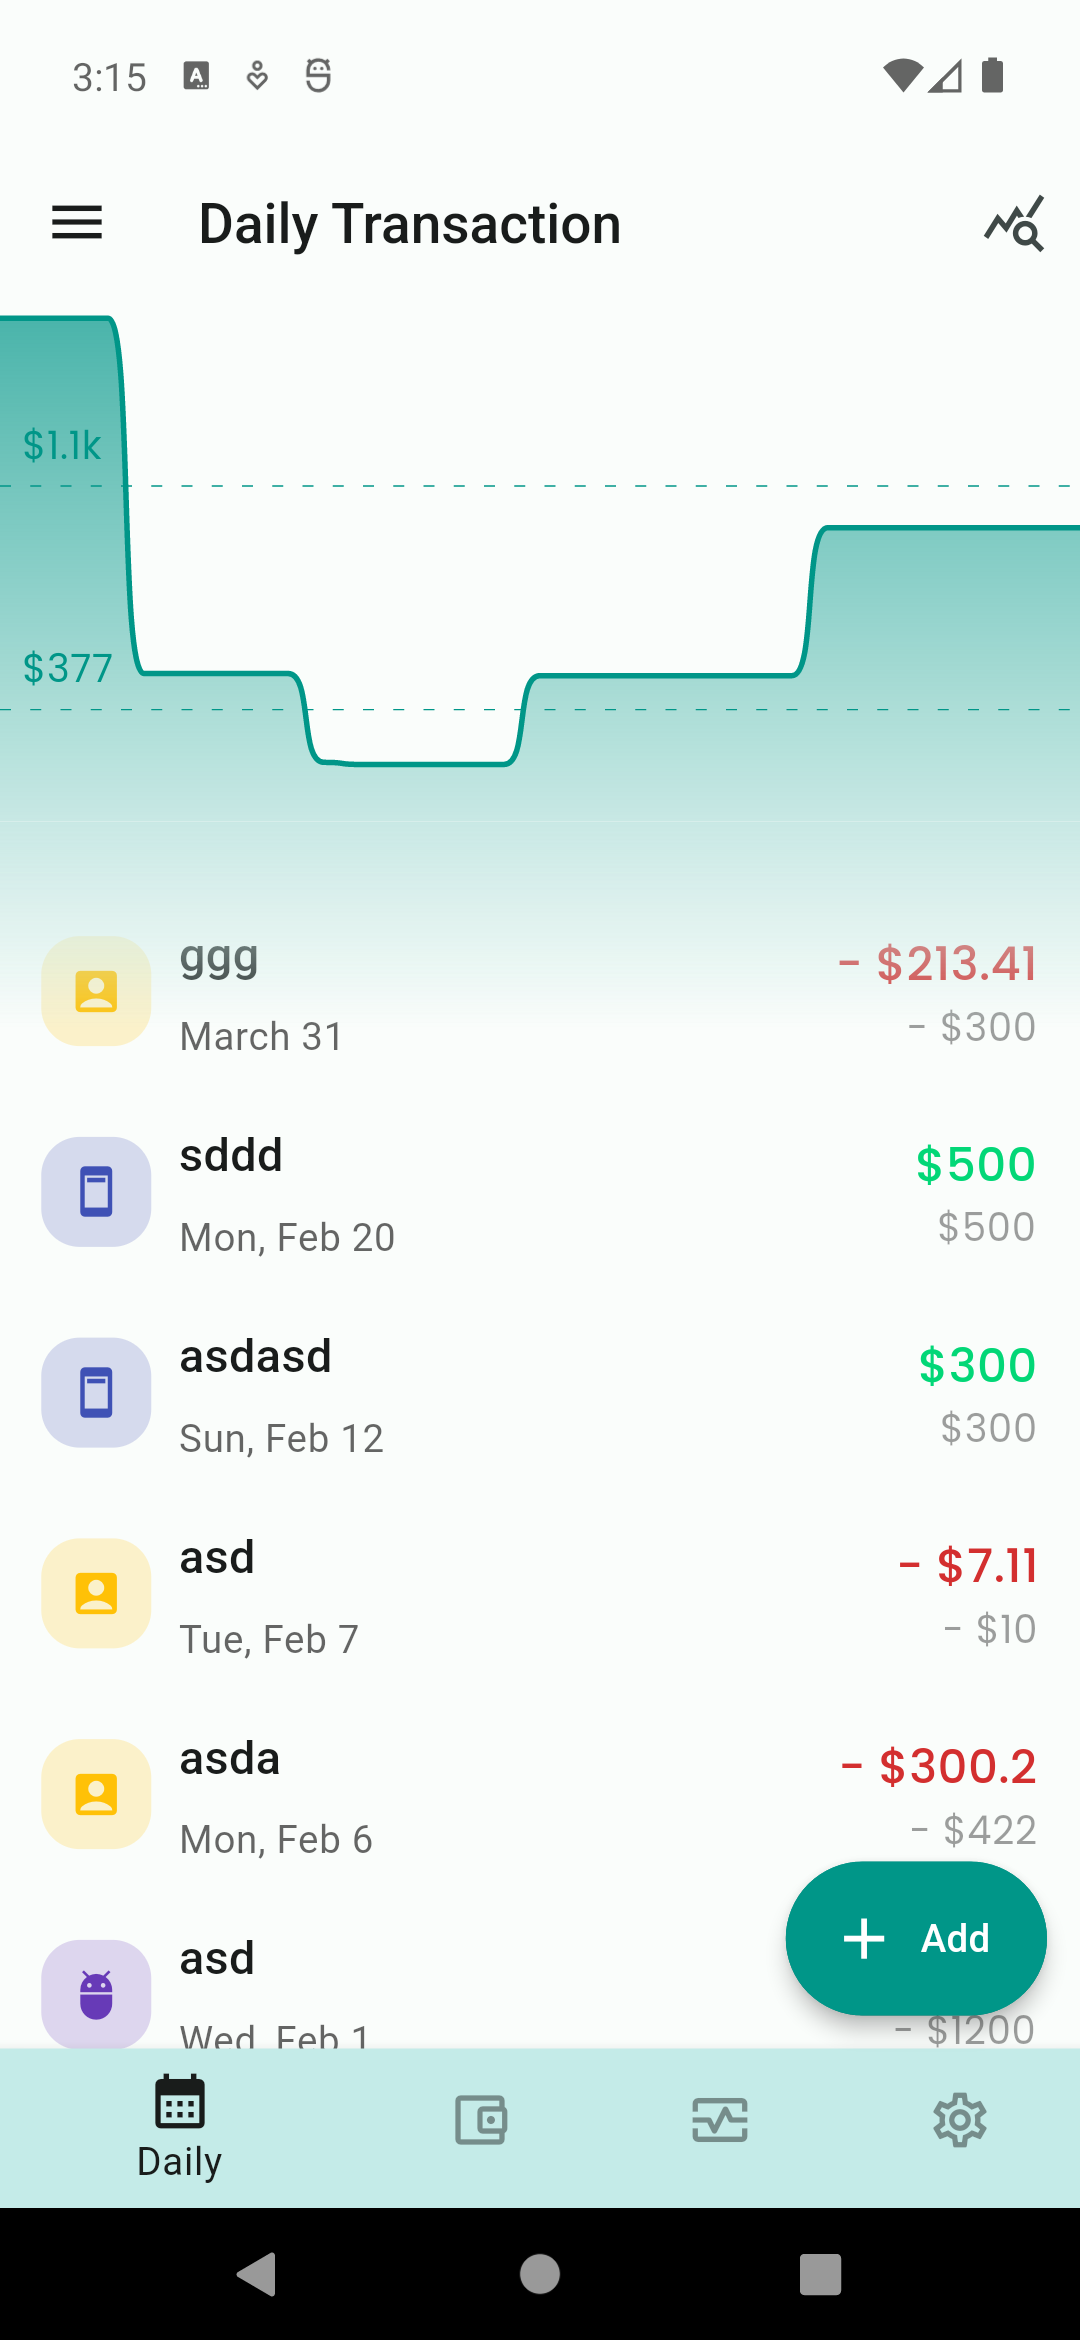 3:15
Daily Transaction
$1.1k
$377
ggg
- $213.41
March 31
- $300
sddd
$500
Mon, Feb 20
$500
asdasd
$300
Sun, Feb 12
$300
asd
- $7.11
Tue, Feb 7
- $10
asda
- $300.2
Mon, Feb 6
- $422
Add
asd
Wed, Feb 1
- $1200
Daily